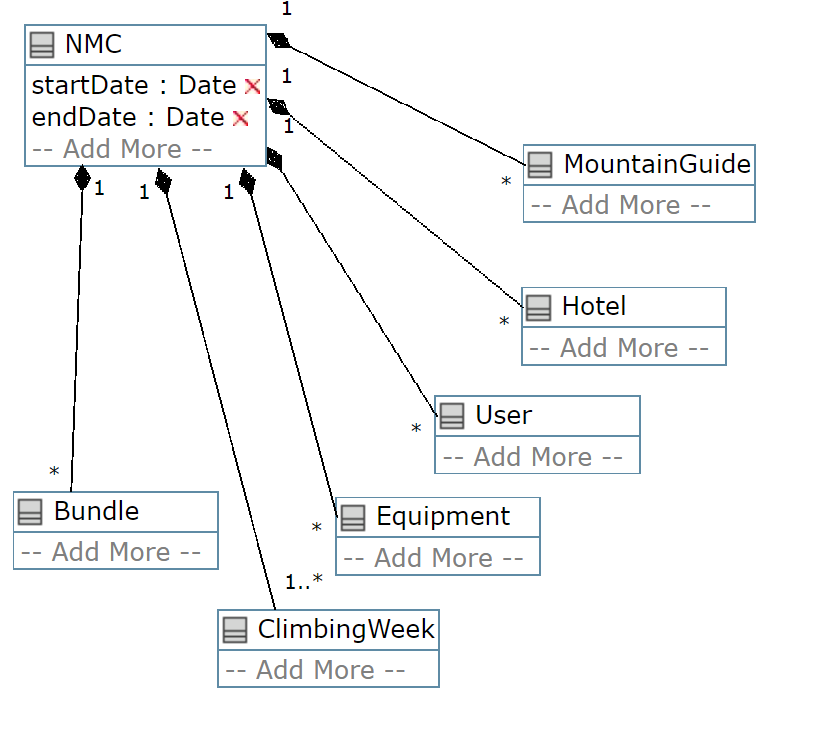 1
NMC
startDate : Date
endDate : Date
-- Add More --
1
1
1
1
1
MountainGuide
-- Add More --
*
Hotel
-- Add More --
*
User
-- Add More --
*
Bundle
-- Add More --
*
Equipment
-- Add More --
*
1..*
ClimbingWeek
-- Add More --